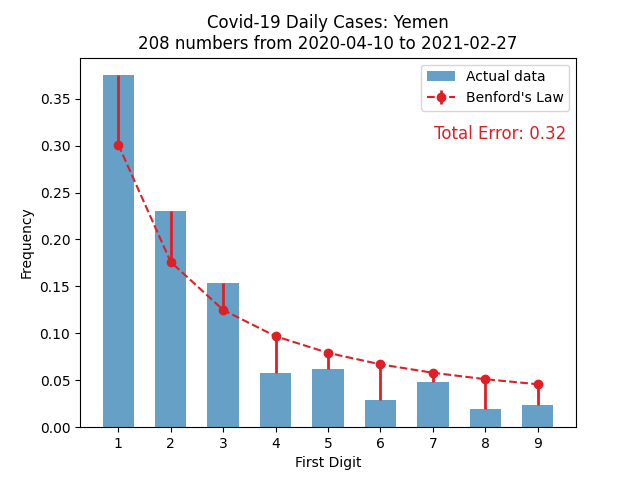 Covid-19 Daily Cases: Yemen
208 numbers from 2020-04-10 to 2021-02-27
Actual data
Benford's Law
Total Error: 0.32
Frequency
0.35
0.30
0.25
0.20
0.15
0.10
0.05
0.00
1 2 3 4 5 6 7 8 9
First Digit